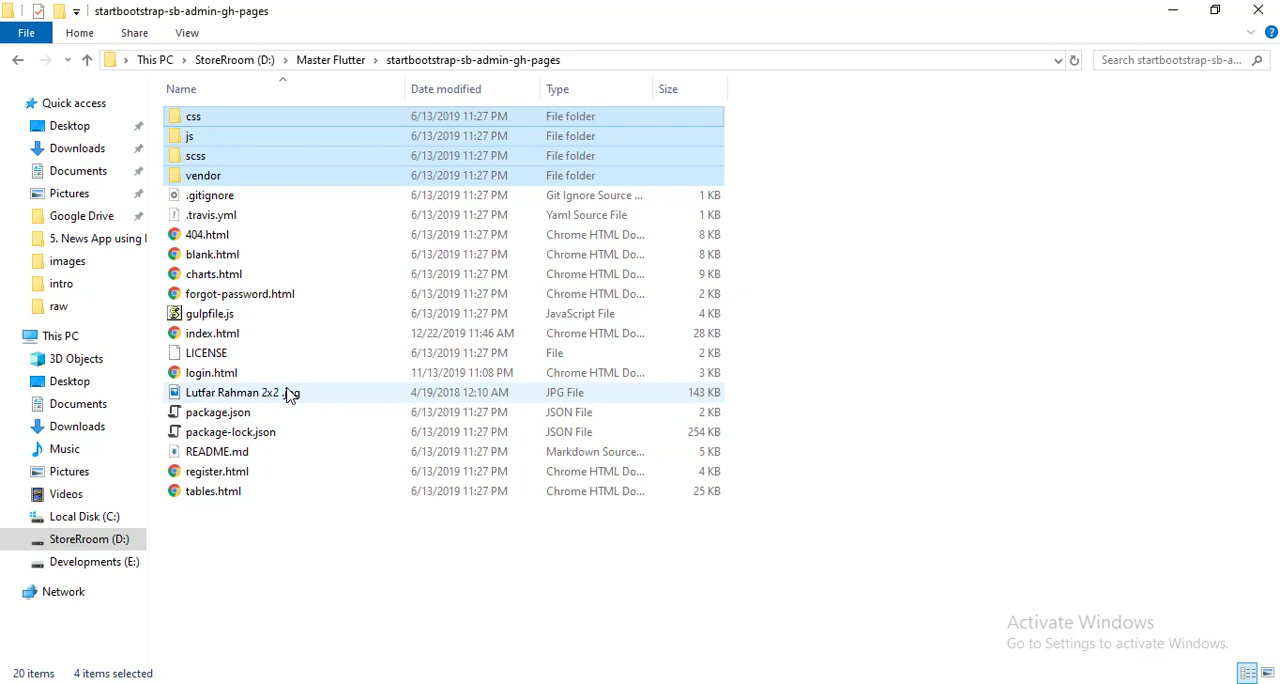 startbootstrap-sb-admin-gh-pages
File Home Share View
This PC StoreRroom (D:) Master Flutter startbootstrap-sb-admin-gh-pages Search startbootstrap-sb-a...
Name Date modified Type Size
Quick access
Desktop
Downloads
Documents
Pictures
Google Drive
5. News App using
images
intro
raw
This PC
3D Objects
Desktop
Documents
Downloads
Music
Pictures
Videos
Local Disk (C:)
StoreRroom (D:)
Developments (E:)
Network
css 6/13/2019 11:27 PM File folder
js 6/13/2019 11:27 PM File folder
scss 6/13/2019 11:27 PM File folder
vendor 6/13/2019 11:27 PM File folder
.gitignore 6/13/2019 11:27 PM Git Ignore Source ... 1 KB
.travis.yml 6/13/2019 11:27 PM Yaml Source File 1 KB
404.html 6/13/2019 11:27 PM Chrome HTML Do... 8 KB
blank.html 6/13/2019 11:27 PM Chrome HTML Do... 8 KB
charts.html 6/13/2019 11:27 PM Chrome HTML Do... 9 KB
forgot-password.html 6/13/2019 11:27 PM Chrome HTML Do... 2 KB
gulpfile.js 6/13/2019 11:27 PM JavaScript File 4 KB
index.html 12/22/2019 11:46 AM Chrome HTML Do... 28 KB
LICENSE 6/13/2019 11:27 PM File 2 KB
login.html 11/13/2019 11:08 PM Chrome HTML Do... 3 KB
Lutfar Rahman 2x2 4/19/2018 12:10 AM JPG File 143 KB
package.json 6/13/2019 11:27 PM JSON File 2 KB
package-lock.json 6/13/2019 11:27 PM JSON File 254 KB
README.md 6/13/2019 11:27 PM Markdown Source... 5 KB
register.html 6/13/2019 11:27 PM Chrome HTML Do... 4 KB
tables.html 6/13/2019 11:27 PM Chrome HTML Do... 25 KB
Activate Windows
Go to Settings to activate Windows.
20 items 4 items selected